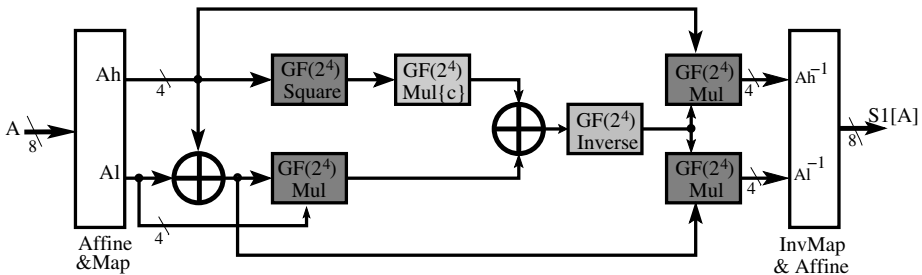 Ah
GF(2⁴)
Square
GF(2⁴)
Mul{c}
GF(2⁴)
Mul
Ah⁻¹
4
4
A
8
GF(2⁴)
Inverse
S1[A]
8
Al
GF(2⁴)
Mul
GF(2⁴)
Mul
Al⁻¹
4
4
Affine
&Map
InvMap
& Affine